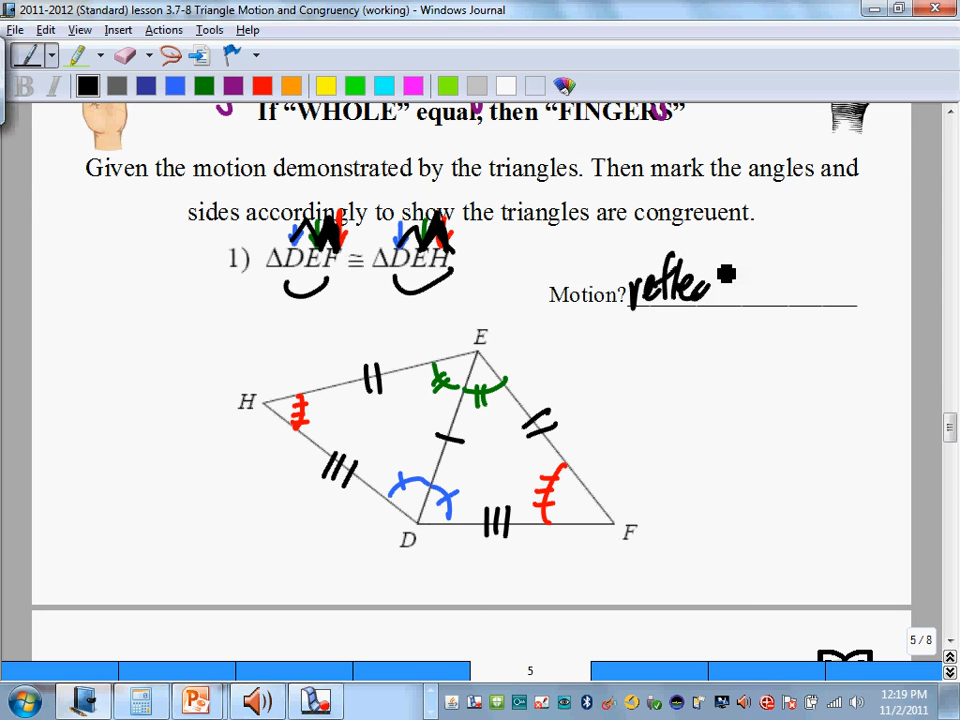 2011-2012 (Standard) lesson 3.7-8 Triangle Motion and Congruency (working) - Windows Journal
File Edit View Insert Actions Tools Help
B I
If “WHOLE” equal, then “FINGERS”
Given the motion demonstrated by the triangles. Then mark the angles and
sides accordingly to show the triangles are congruent.
1) ΔDEF ≅ ΔDEH
Motion? reflec
E
H
D
F
5 / 8
5
12:19 PM
11/2/2011